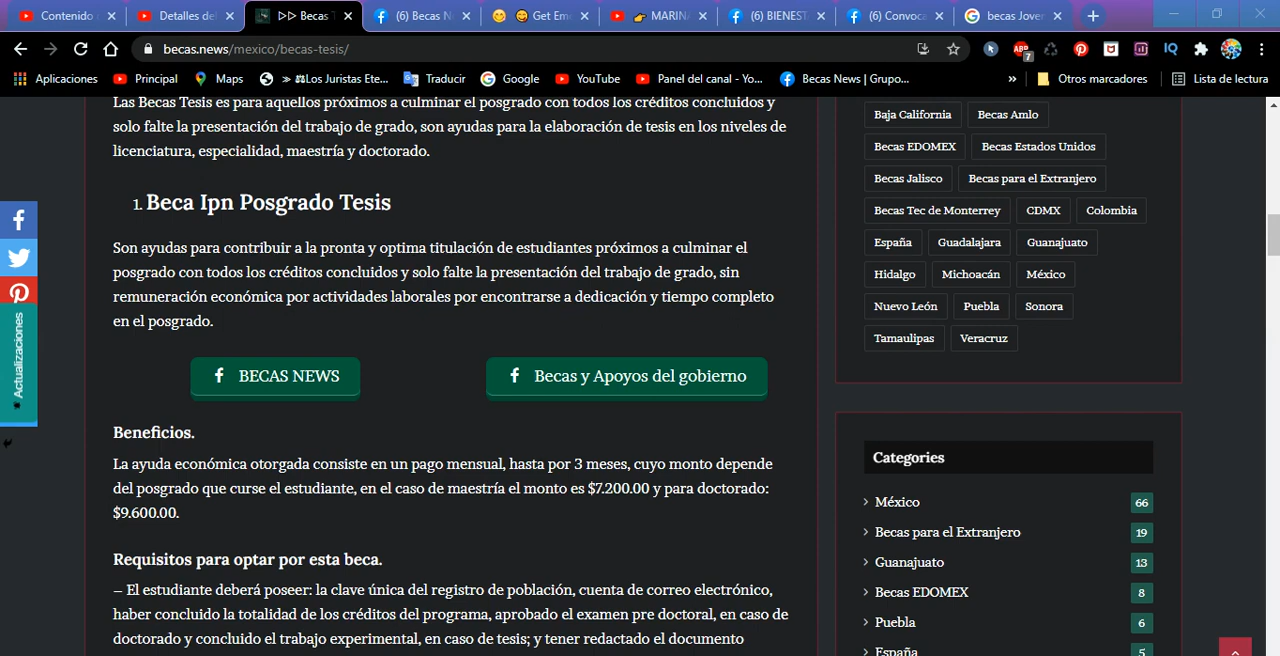 Contenido
Detalles de
▷▷ Becas T
(6) Becas N
Get Em
MARINA
(6) BIENEST
(6) Convoca
becas Jover
becas.news/mexico/becas-tesis/
ABP
7
IQ
Aplicaciones
Principal
Maps
» ⚖Los Juristas Ete...
Traducir
Google
YouTube
Panel del canal - Yo...
Becas News | Grupo...
»
Otros marcadores
Lista de lectura
Las Becas Tesis es para aquellos próximos a culminar el posgrado con todos los créditos concluidos y
solo falte la presentación del trabajo de grado, son ayudas para la elaboración de tesis en los niveles de
licenciatura, especialidad, maestría y doctorado.
1. Beca Ipn Posgrado Tesis
Son ayudas para contribuir a la pronta y optima titulación de estudiantes próximos a culminar el
posgrado con todos los créditos concluidos y solo falte la presentación del trabajo de grado, sin
remuneración económica por actividades laborales por encontrarse a dedicación y tiempo completo
en el posgrado.
BECAS NEWS
Becas y Apoyos del gobierno
Beneficios.
La ayuda económica otorgada consiste en un pago mensual, hasta por 3 meses, cuyo monto depende
del posgrado que curse el estudiante, en el caso de maestría el monto es $7.200.00 y para doctorado:
$9.600.00.
Requisitos para optar por esta beca.
– El estudiante deberá poseer: la clave única del registro de población, cuenta de correo electrónico,
haber concluido la totalidad de los créditos del programa, aprobado el examen pre doctoral, en caso de
doctorado y concluido el trabajo experimental, en caso de tesis; y tener redactado el documento
Actualizaciones
Baja California
Becas Amlo
Becas EDOMEX
Becas Estados Unidos
Becas Jalisco
Becas para el Extranjero
Becas Tec de Monterrey
CDMX
Colombia
España
Guadalajara
Guanajuato
Hidalgo
Michoacán
México
Nuevo León
Puebla
Sonora
Tamaulipas
Veracruz
Categories
México 66
Becas para el Extranjero 19
Guanajuato 13
Becas EDOMEX 8
Puebla 6
España 5